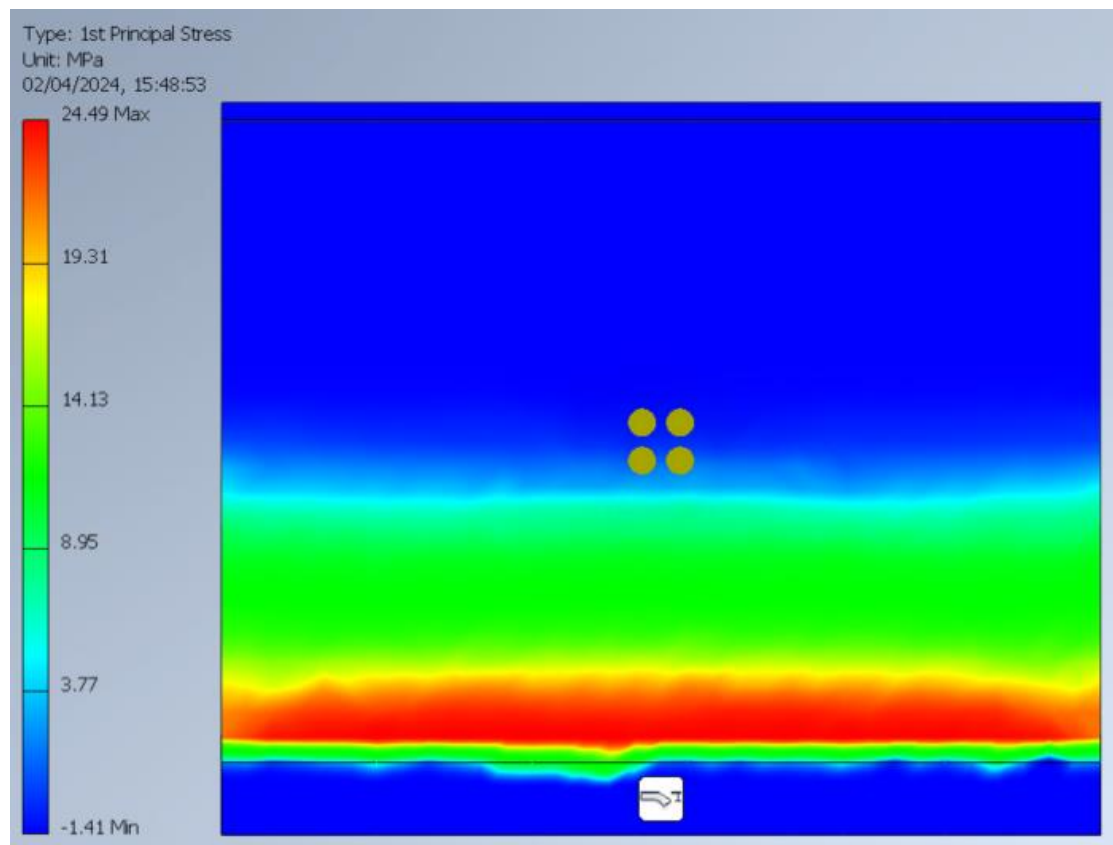 Type: 1st Principal Stress
Unit: MPa
02/04/2024, 15:48:53
24.49 Max
19.31
14.13
8.95
3.77
-1.41 Min